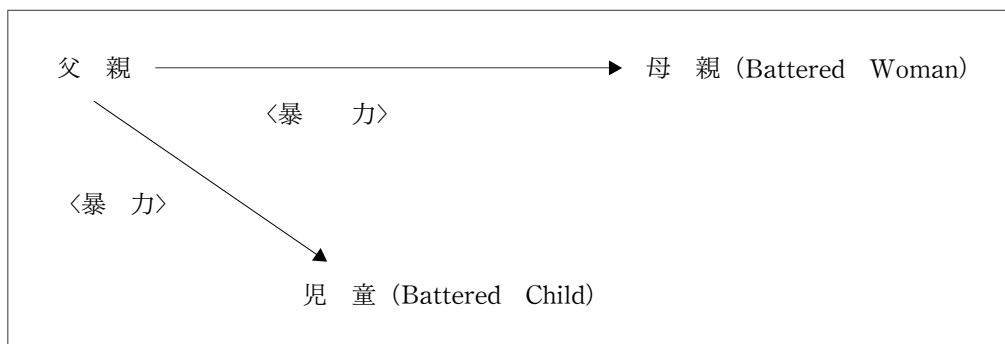 父　親　母　親（Battered　Woman）
〈暴　　力〉
〈暴　力〉
児　童（Battered　Child）